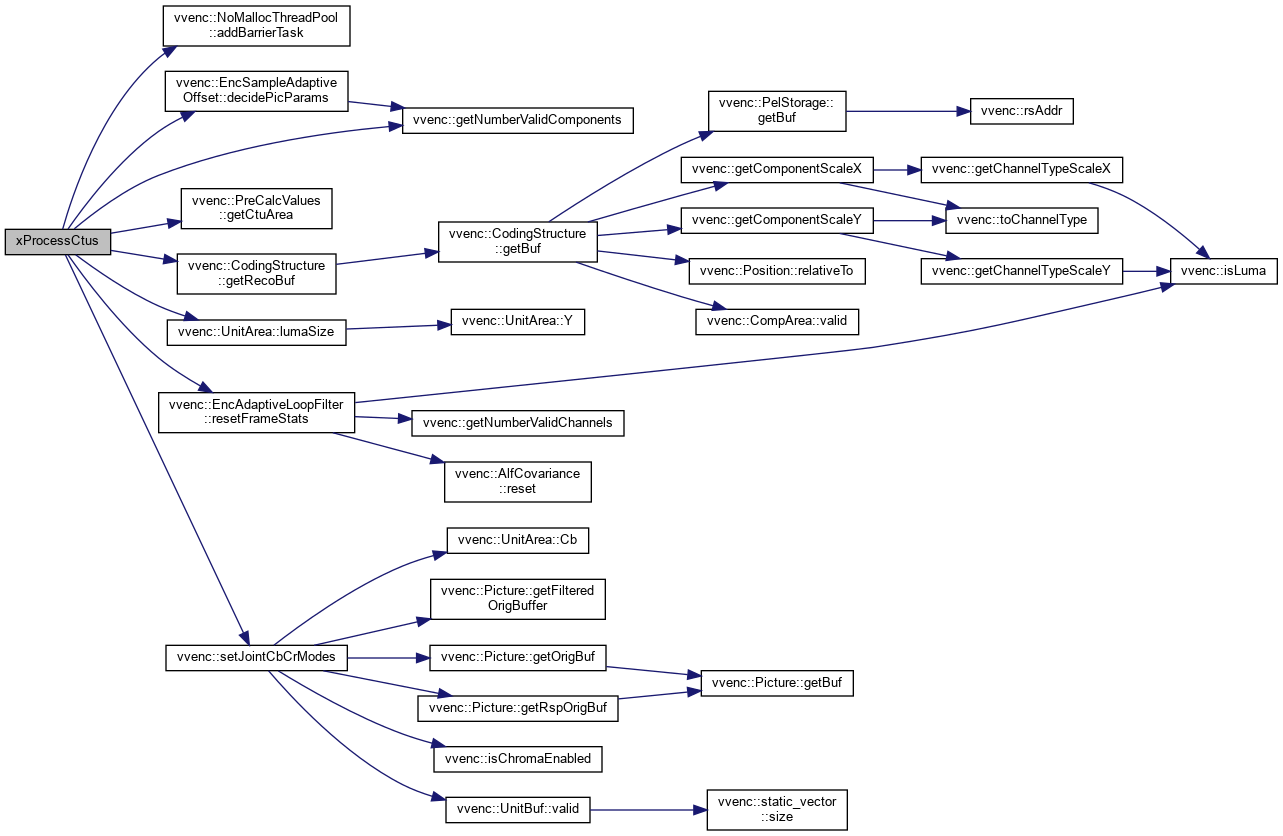 xProcessCtus
vvenc::NoMallocThreadPool
::addBarrierTask
vvenc::EncSampleAdaptive
Offset::decidePicParams
vvenc::getNumberValidComponents
vvenc::PreCalcValues
::getCtuArea
vvenc::CodingStructure
::getRecoBuf
vvenc::UnitArea::lumaSize
vvenc::EncAdaptiveLoopFilter
::resetFrameStats
vvenc::setJointCbCrModes
vvenc::CodingStructure
::getBuf
vvenc::UnitArea::Y
vvenc::getNumberValidChannels
vvenc::AlfCovariance
::reset
vvenc::UnitArea::Cb
vvenc::Picture::getFiltered
OrigBuffer
vvenc::Picture::getOrigBuf
vvenc::Picture::getRspOrigBuf
vvenc::isChromaEnabled
vvenc::UnitBuf::valid
vvenc::PelStorage::
getBuf
vvenc::getComponentScaleX
vvenc::getComponentScaleY
vvenc::Position::relativeTo
vvenc::CompArea::valid
vvenc::Picture::getBuf
vvenc::static_vector
::size
vvenc::rsAddr
vvenc::getChannelTypeScaleX
vvenc::toChannelType
vvenc::getChannelTypeScaleY
vvenc::isLuma